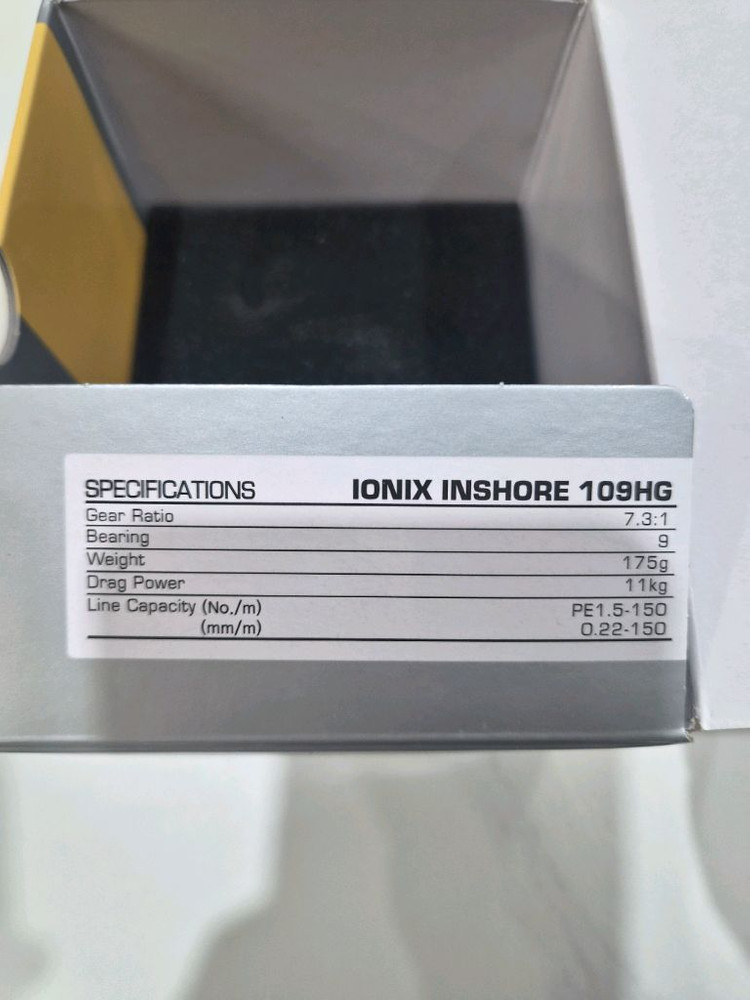 SPECIFICATIONS IONIX INSHORE 109HG
Gear Ratio 7.3:1
Bearing 9
Weight 175g
Drag Power 11kg
Line Capacity (No./m) PE1.5-150
(mm/m) 0.22-150